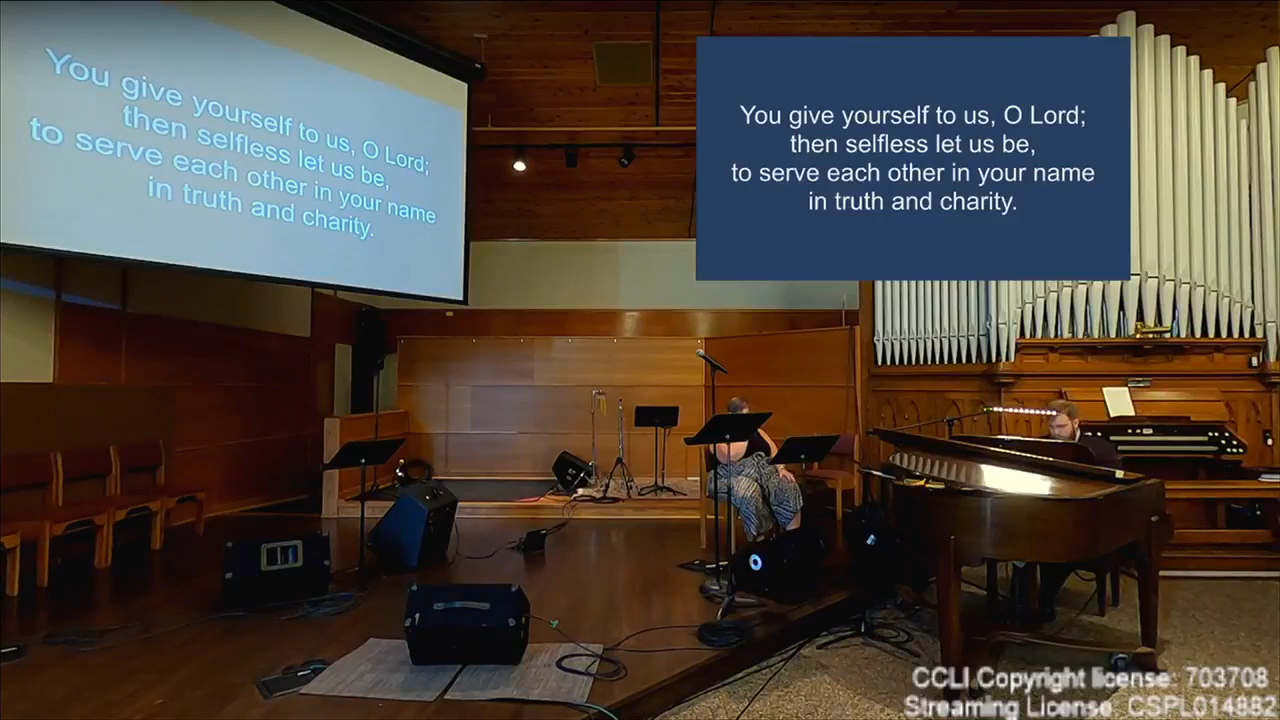 You give yourself to us, O Lord;
then selfless let us be,
to serve each other in your name
in truth and charity.
You give yourself to us, O Lord;
then selfless let us be,
to serve each other in your name
in truth and charity.
CCLI Copyright license: 703708
Streaming License: CSPL014882